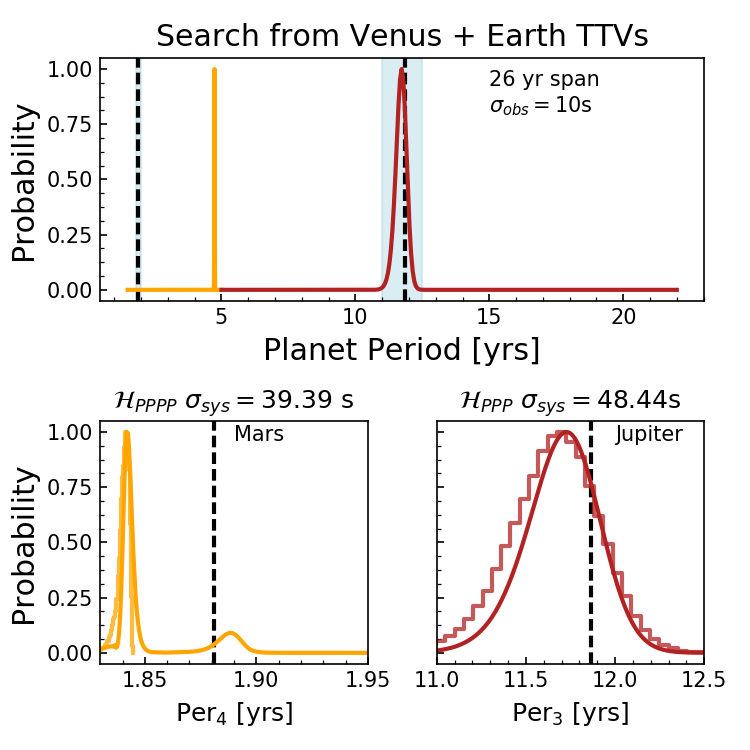 Search from Venus + Earth TTVs
1.00
0.75
0.50
0.25
0.00
Probability
26 yr span
σ_obs = 10s
5 10 15 20
Planet Period [yrs]
ℋ_PPPP σ_sys = 39.39 s
1.00
0.75
0.50
0.25
0.00
Probability
Mars
1.85 1.90 1.95
Per_4 [yrs]
ℋ_PPP σ_sys = 48.44s
Jupiter
11.0 11.5 12.0 12.5
Per_3 [yrs]